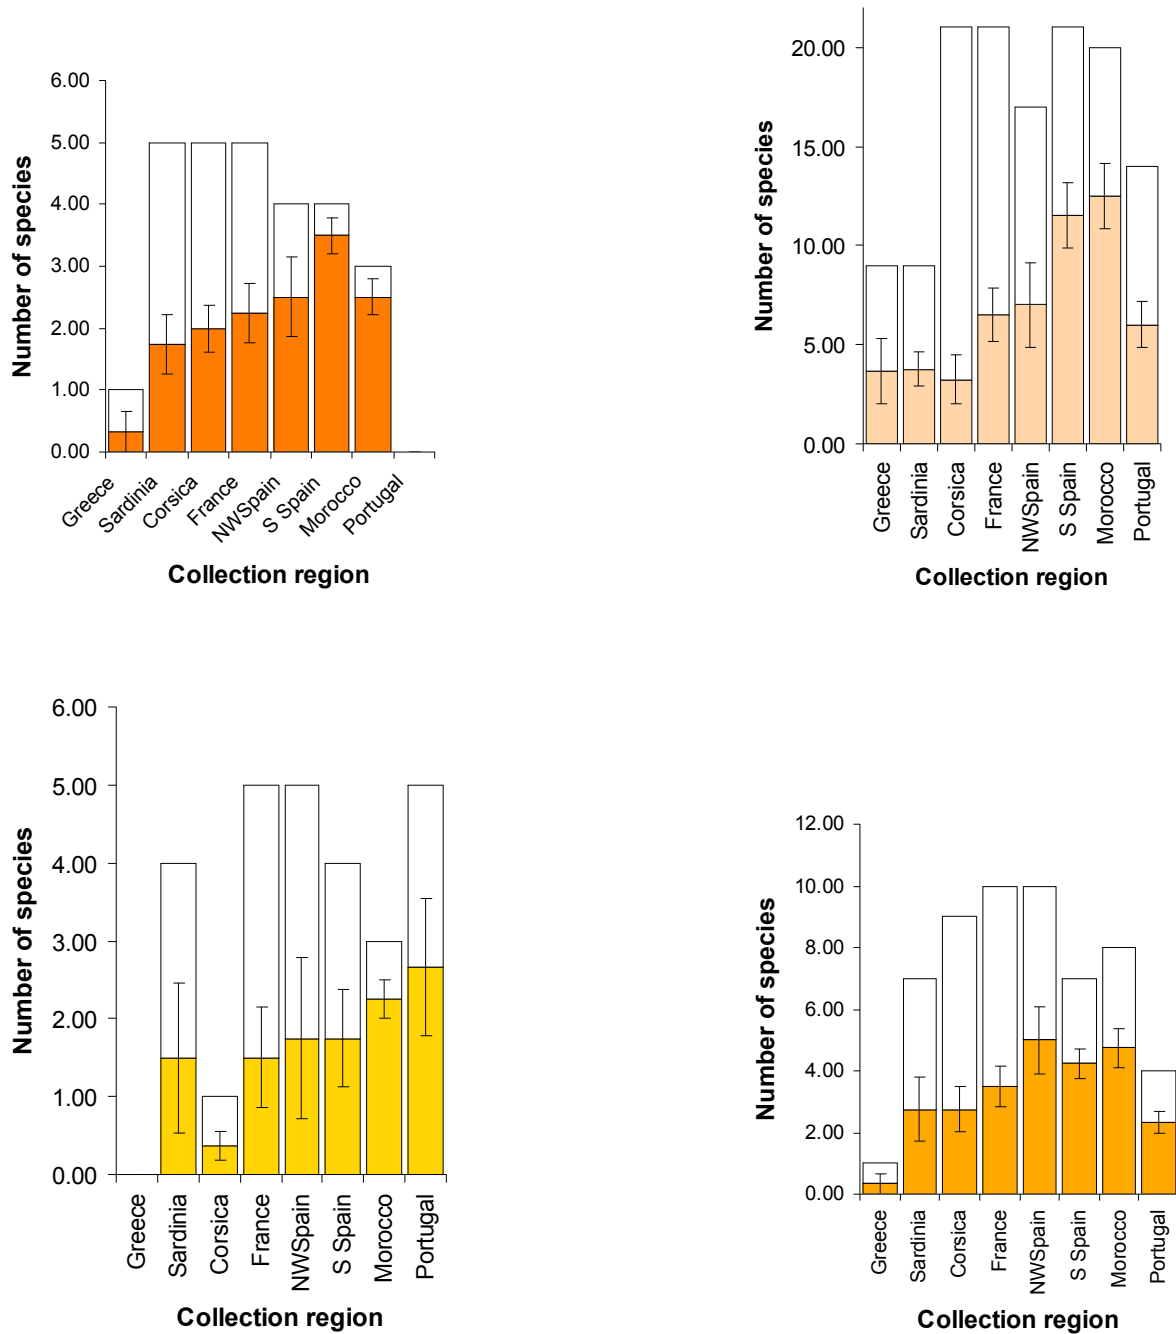 6.00
5.00
4.00
3.00
2.00
1.00
0.00
Number of species
Greece
Sardinia
Corsica
France
NWSpain
S Spain
Morocco
Portugal
Collection region
20.00
15.00
10.00
5.00
0.00
Number of species
Greece
Sardinia
Corsica
France
NWSpain
S Spain
Morocco
Portugal
Collection region
6.00
5.00
4.00
3.00
2.00
1.00
0.00
Number of species
Greece
Sardinia
Corsica
France
NWSpain
S Spain
Morocco
Portugal
Collection region
12.00
10.00
8.00
6.00
4.00
2.00
0.00
Number of species
Greece
Sardinia
Corsica
France
NWSpain
S Spain
Morocco
Portugal
Collection region